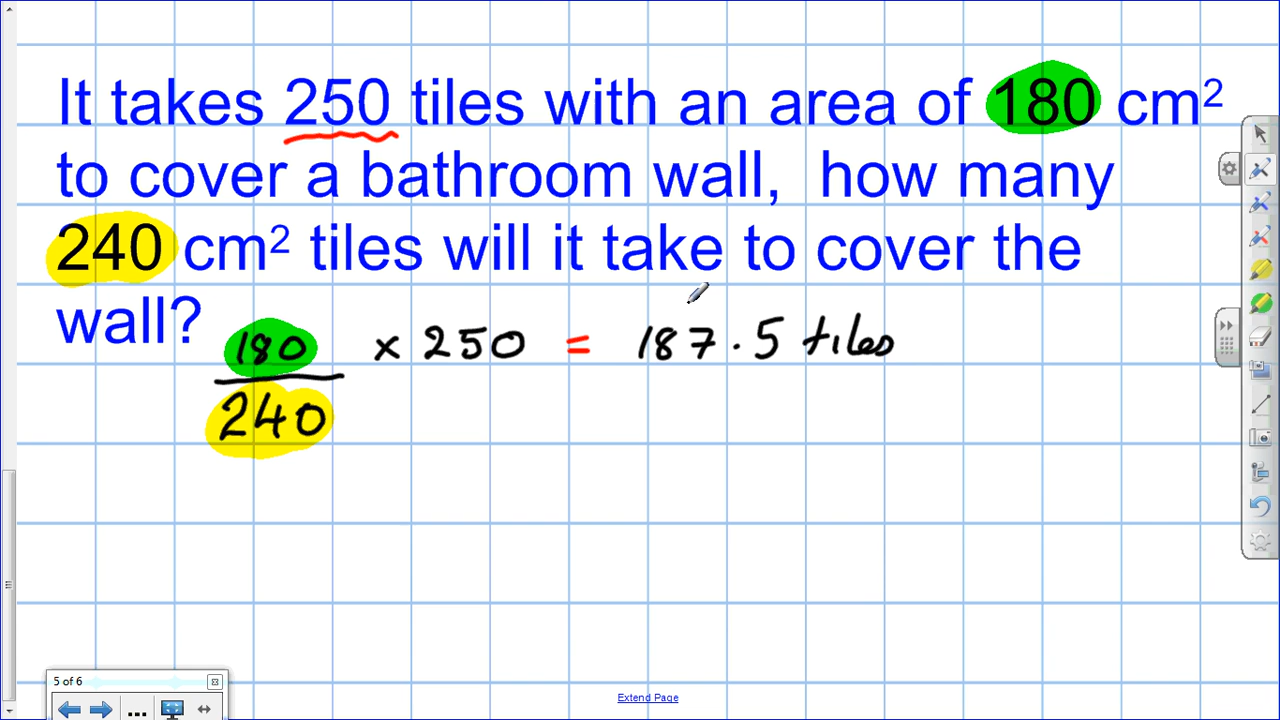 It takes 250 tiles with an area of 180 cm²
to cover a bathroom wall, how many
240 cm² tiles will it take to cover the
wall?
180
240
× 250 = 187.5 tiles
5 of 6
...
Extend Page